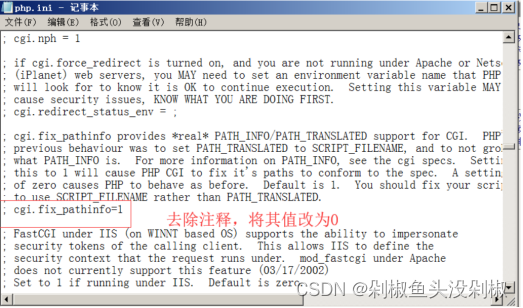 php.ini - 记事本
文件(F) 编辑(E) 格式(O) 查看(V) 帮助(H)
; cgi.nph = 1
; if cgi.force_redirect is turned on, and you are not running under Apache or Nets
; (iPlanet) web servers, you MAY need to set an environment variable name that PHP
; will look for to know it is OK to continue execution.  Setting this variable MAY
; cause security issues, KNOW WHAT YOU ARE DOING FIRST.
; cgi.redirect_status_env = ;
; cgi.fix_pathinfo provides *real* PATH_INFO/PATH_TRANSLATED support for CGI.  PHP
; previous behaviour was to set PATH_TRANSLATED to SCRIPT_FILENAME, and to not gro
; what PATH_INFO is.  For more information on PATH_INFO, see the cgi specs.  Setti
; this to 1 will cause PHP CGI to fix it's paths to conform to the spec.  A settin
; of zero causes PHP to behave as before.  Default is 1.  You should fix your scri
; to use SCRIPT_FILENAME rather than PATH_TRANSLATED.
; cgi.fix_pathinfo=1
去除注释，将其值改为0
; FastCGI under IIS (on WINNT based OS) supports the ability to impersonate
; security tokens of the calling client.  This allows IIS to define the
; security context that the request runs under.  mod_fastcgi under Apache
; does not currently support this feature (03/17/2002)
; Set to 1 if running under IIS.  Default is zero.
CSDN @剁椒鱼头没剁椒